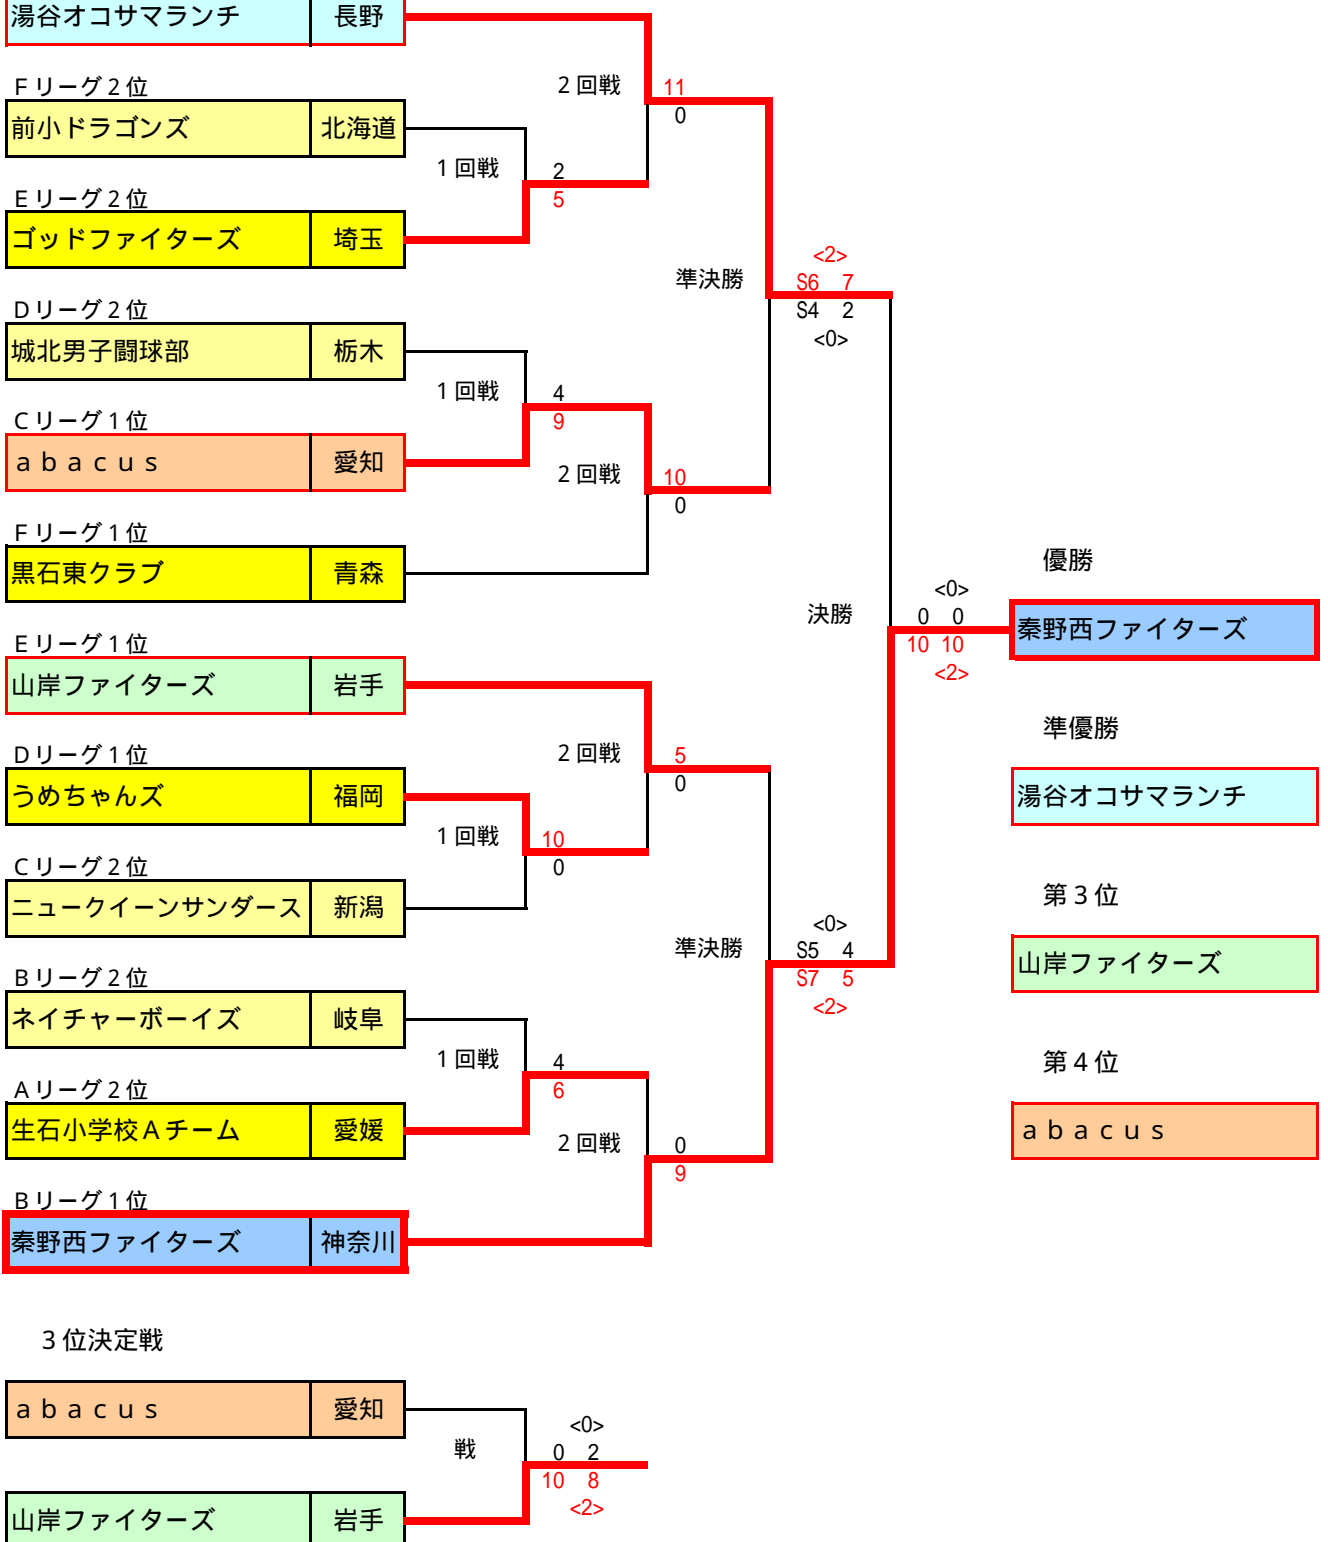 湯谷オコサマランチ 長野
Ｆリーグ２位
２回戦 11
前小ドラゴンズ 北海道
0
１回戦 2
Ｅリーグ２位
5
ゴッドファイターズ 埼玉
<2>
準決勝 S6 7
Ｄリーグ２位
S4 2
城北男子闘球部 栃木
<0>
１回戦 4
Ｃリーグ１位
9
ａｂａｃｕｓ 愛知
２回戦 10
0
Ｆリーグ１位
黒石東クラブ 青森
優勝
<0>
決勝 0 0
秦野西ファイターズ
10 10
<2>
Ｅリーグ１位
山岸ファイターズ 岩手
準優勝
Ｄリーグ１位
２回戦 5
0
うめちゃんズ 福岡
湯谷オコサマランチ
１回戦 10
0
Ｃリーグ２位
第３位
ニュークイーンサンダース 新潟
<0>
準決勝 S5 4
S7 5
<2>
山岸ファイターズ
Ｂリーグ２位
ネイチャーボーイズ 岐阜
１回戦 4
6
第４位
Ａリーグ２位
生石小学校Ａチーム 愛媛
ａｂａｃｕｓ
２回戦 0
9
Ｂリーグ１位
秦野西ファイターズ 神奈川
３位決定戦
ａｂａｃｕｓ 愛知
<0>
戦 0 2
10 8
<2>
山岸ファイターズ 岩手